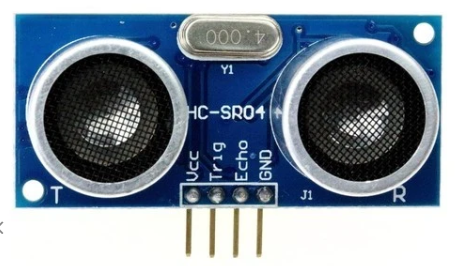 4.000
Y1
HC-SR04
Vcc
Trig
Echo
GND
J1
T
R